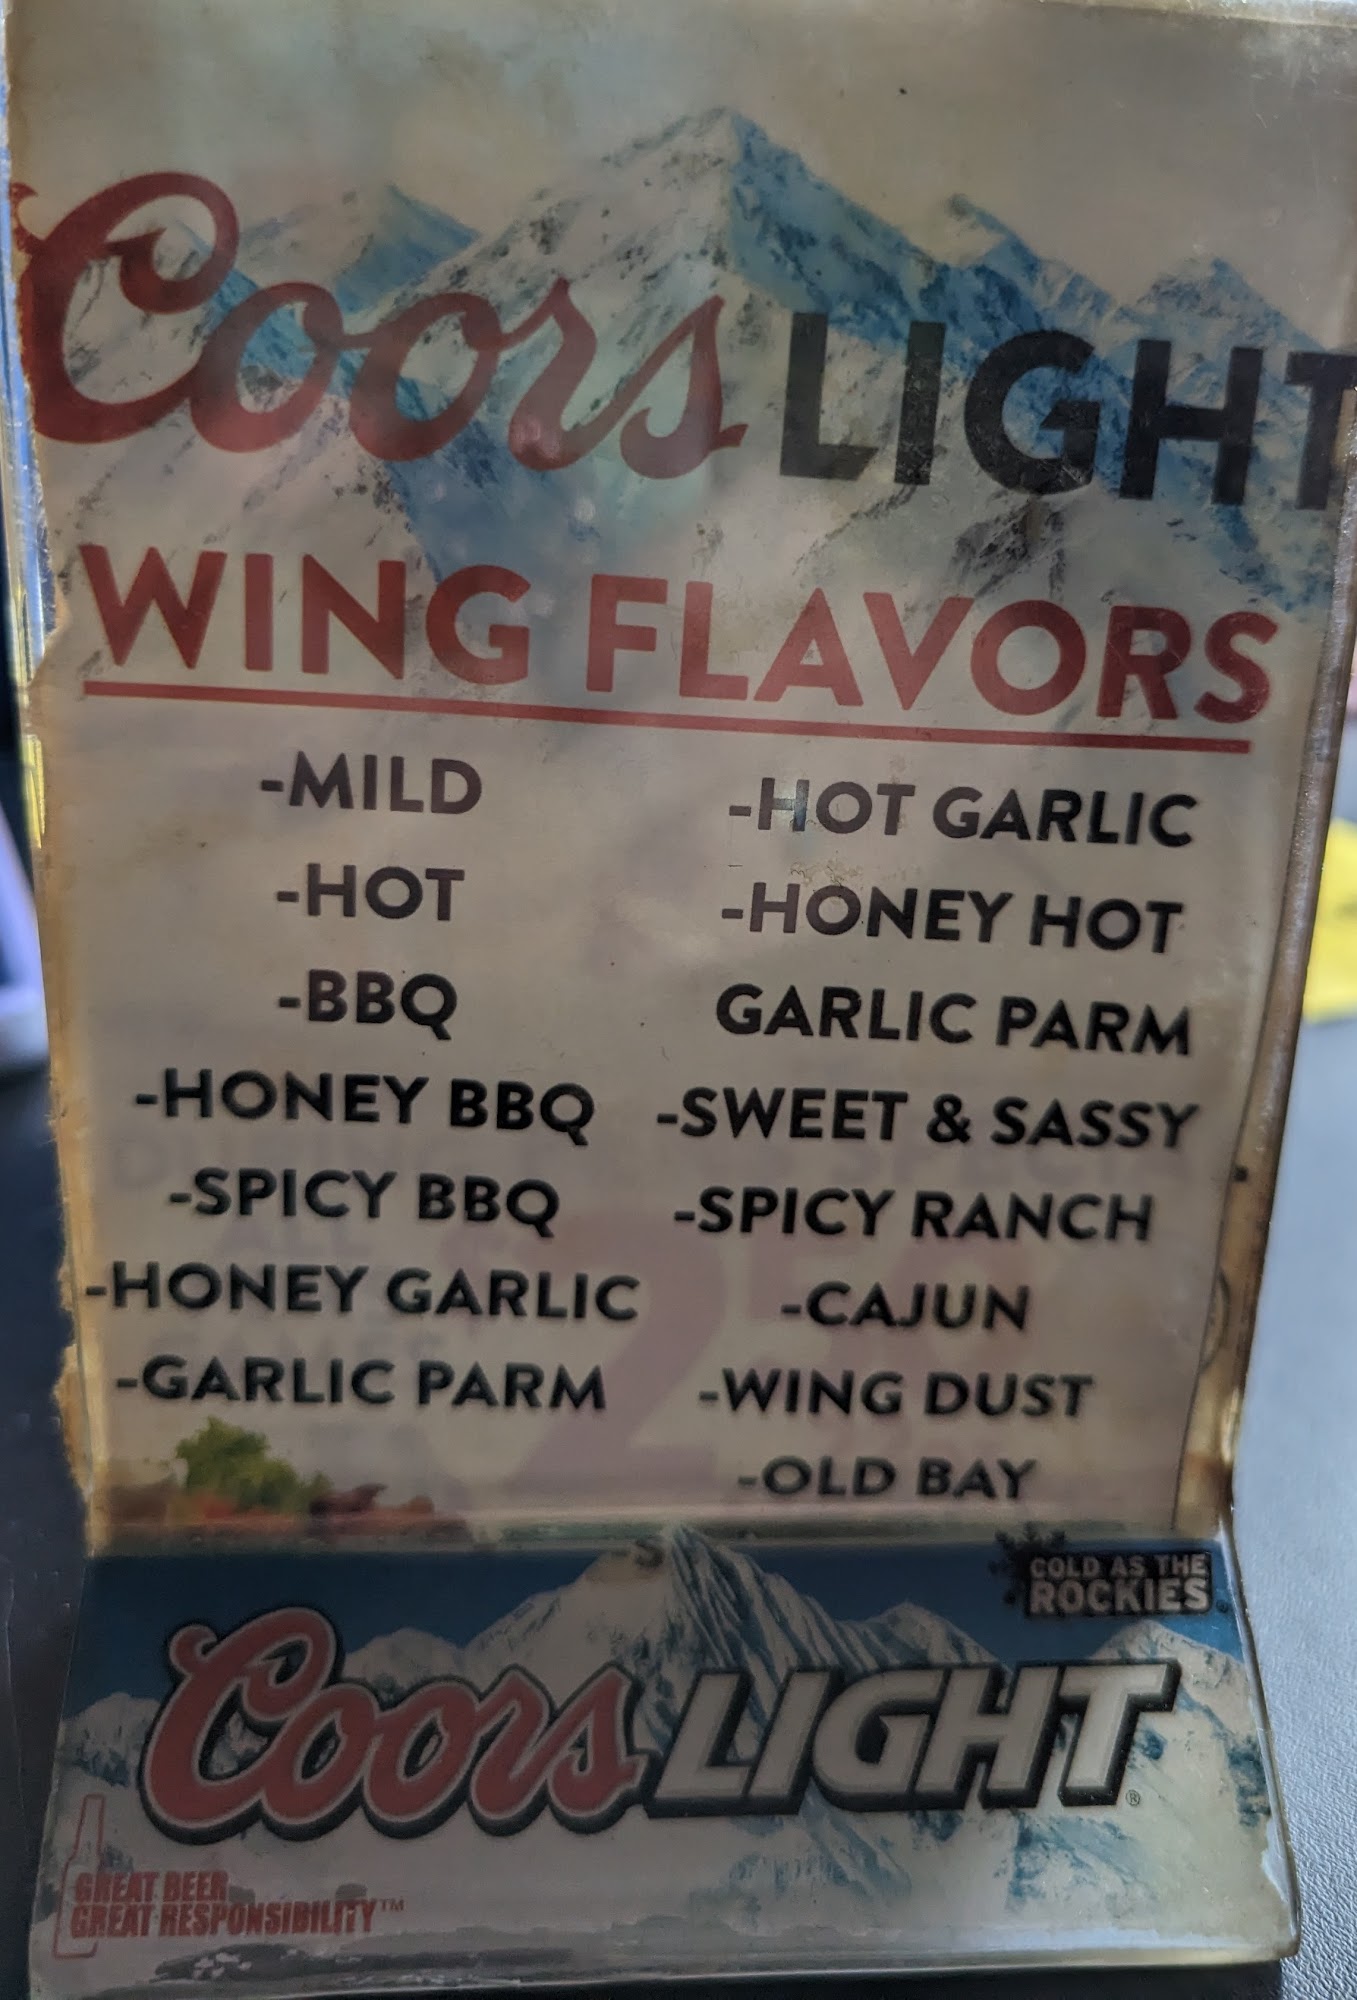 Coors LIGHT
WING FLAVORS
-MILD
-HOT
-BBQ
-HONEY BBQ
-SPICY BBQ
-HONEY GARLIC
-GARLIC PARM
-HOT GARLIC
-HONEY HOT
GARLIC PARM
-SWEET & SASSY
-SPICY RANCH
-CAJUN
-WING DUST
-OLD BAY
COLD AS THE
ROCKIES
Coors LIGHT®
GREAT BEER
GREAT RESPONSIBILITY™